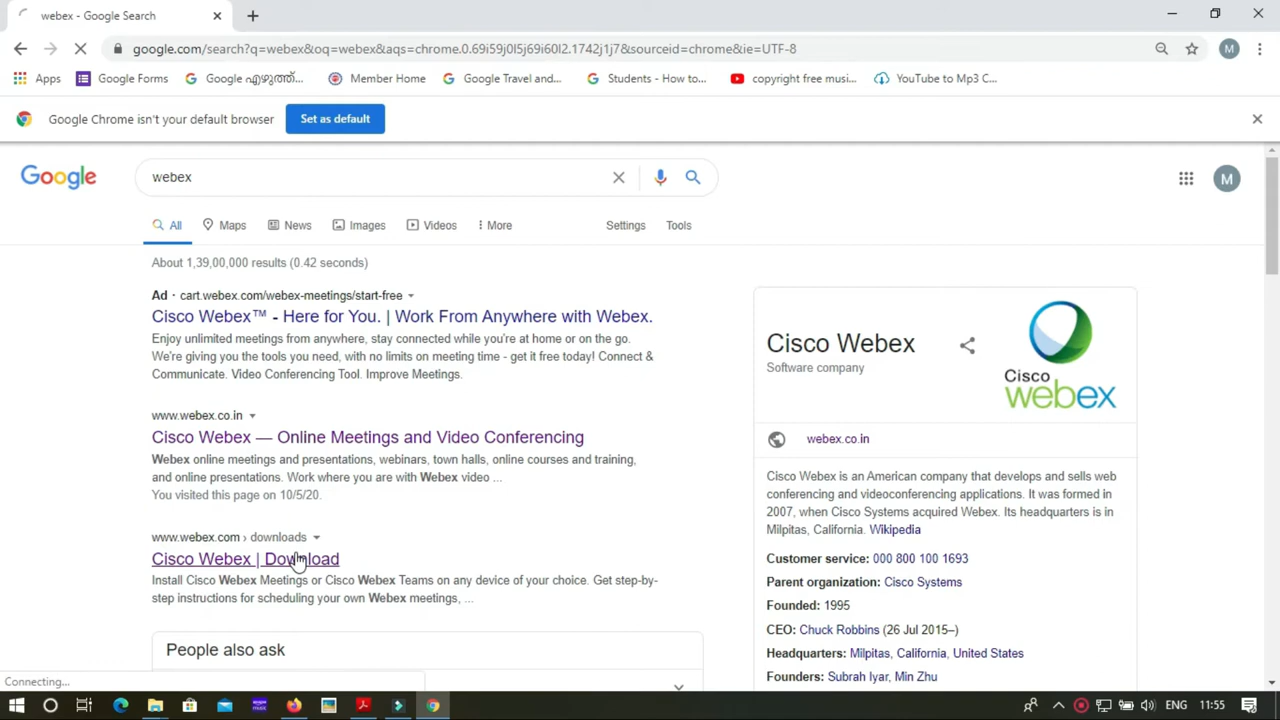 webex - Google Search
google.com/search?q=webex&oq=webex&aqs=chrome.0.69i59j0l5j69i60l2.1742j1j7&sourceid=chrome&ie=UTF-8
M
Apps
Google Forms
Google എഴുത്ത്...
Member Home
Google Travel and...
Students - How to...
copyright free musi...
YouTube to Mp3 C...
Google Chrome isn't your default browser
Set as default
Google
webex
M
All
Maps
News
Images
Videos
More
Settings
Tools
About 1,39,00,000 results (0.42 seconds)
Ad · cart.webex.com/webex-meetings/start-free
Cisco Webex™ - Here for You. | Work From Anywhere with Webex.
Enjoy unlimited meetings from anywhere, stay connected while you're at home or on the go.
We're giving you the tools you need, with no limits on meeting time - get it free today! Connect &
Communicate. Video Conferencing Tool. Improve Meetings.
www.webex.co.in
Cisco Webex — Online Meetings and Video Conferencing
Webex online meetings and presentations, webinars, town halls, online courses and training,
and online presentations. Work where you are with Webex video ...
You visited this page on 10/5/20.
www.webex.com › downloads
Cisco Webex | Download
Install Cisco Webex Meetings or Cisco Webex Teams on any device of your choice. Get step-by-
step instructions for scheduling your own Webex meetings, ...
People also ask
Cisco Webex
Software company
Cisco
webex
webex.co.in
Cisco Webex is an American company that develops and sells web
conferencing and videoconferencing applications. It was formed in
2007, when Cisco Systems acquired Webex. Its headquarters is in
Milpitas, California. Wikipedia
Customer service: 000 800 100 1693
Parent organization: Cisco Systems
Founded: 1995
CEO: Chuck Robbins (26 Jul 2015–)
Headquarters: Milpitas, California, United States
Founders: Subrah Iyar, Min Zhu
Connecting...
ENG
11:55